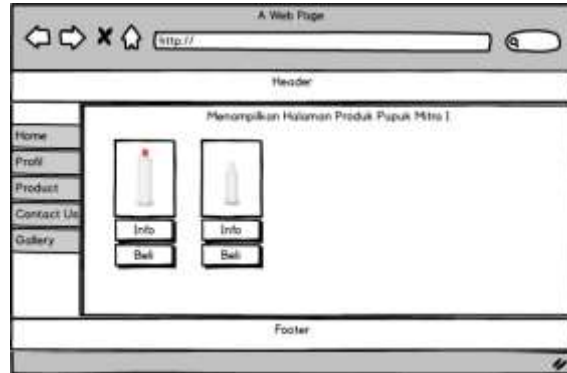 A Web Page
http://
Header
Menampilkan Halaman Produk Pupuk Mitra I
Home
Profil
Product
Contact Us
Gallery
Info
Info
Beli
Beli
Footer